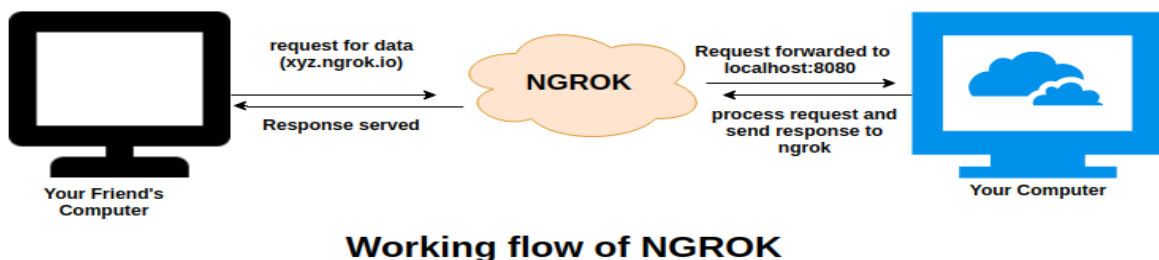 request for data
(xyz.ngrok.io)
Response served
Your Friend's
Computer
NGROK
Request forwarded to
localhost:8080
process request and
send response to
ngrok
Your Computer
Working flow of NGROK